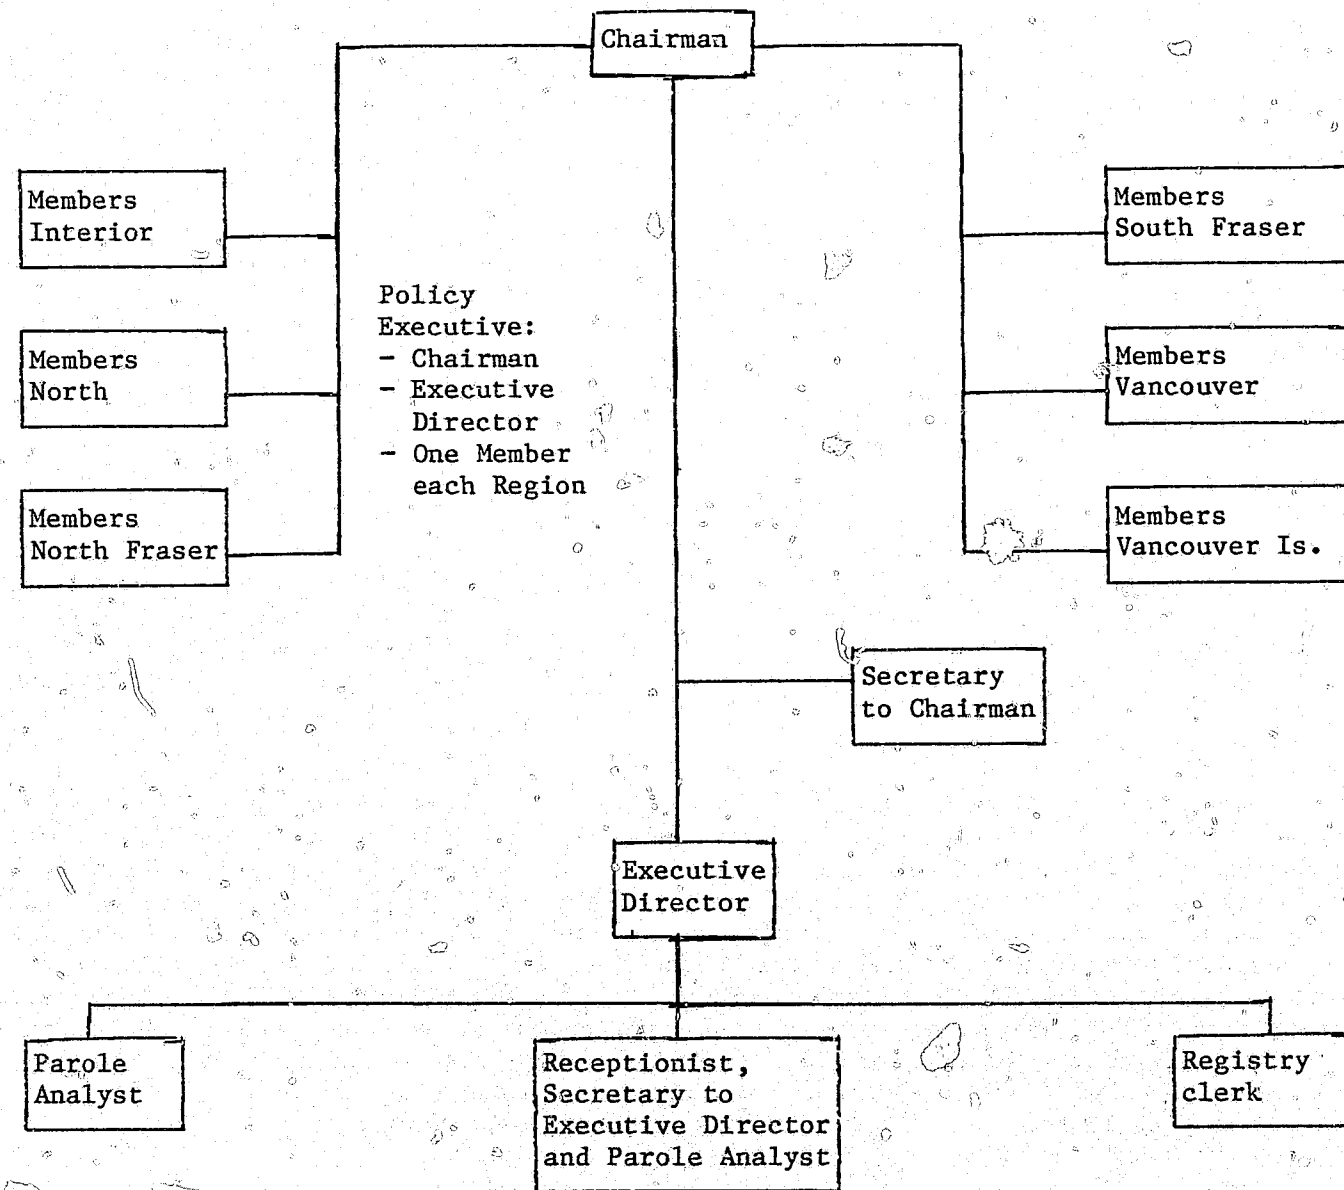 Chairman
Members
Interior
Members
South Fraser
Policy
Executive:
- Chairman
- Executive
Director
- One Member
each Region
Members
North
Members
Vancouver
Members
North Fraser
Members
Vancouver Is.
Secretary
to Chairman
Executive
Director
Parole
Analyst
Receptionist,
Secretary to
Executive Director
and Parole Analyst
Registry
clerk